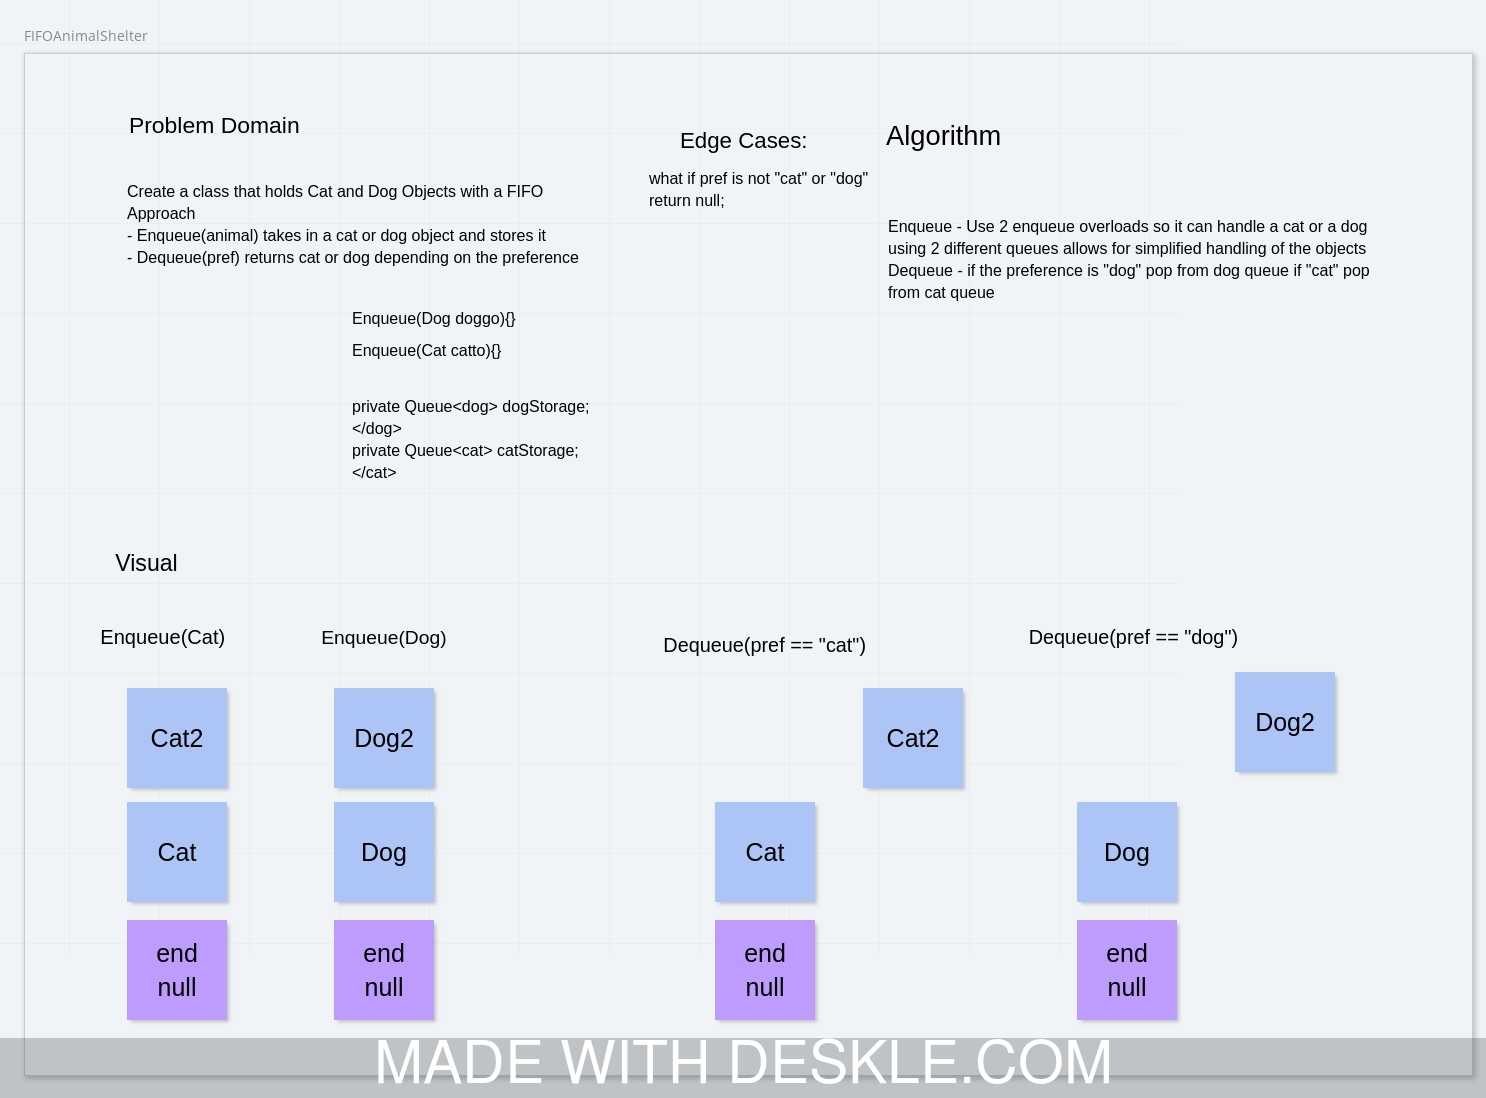 FIFOAnimalShelter
Problem Domain
Create a class that holds Cat and Dog Objects with a FIFO
Approach
- Enqueue(animal) takes in a cat or dog object and stores it
- Dequeue(pref) returns cat or dog depending on the preference
Enqueue(Dog doggo){}
Enqueue(Cat catto){}
private Queue<dog> dogStorage;
</dog>
private Queue<cat> catStorage;
</cat>
Edge Cases:
what if pref is not "cat" or "dog"
return null;
Algorithm
Enqueue - Use 2 enqueue overloads so it can handle a cat or a dog
using 2 different queues allows for simplified handling of the objects
Dequeue - if the preference is "dog" pop from dog queue if "cat" pop
from cat queue
Visual
Enqueue(Cat)
Cat2
Cat
end
null
Enqueue(Dog)
Dog2
Dog
end
null
Dequeue(pref == "cat")
Cat2
Cat
end
null
Dequeue(pref == "dog")
Dog2
Dog
end
null
MADE WITH DESKLE.COM